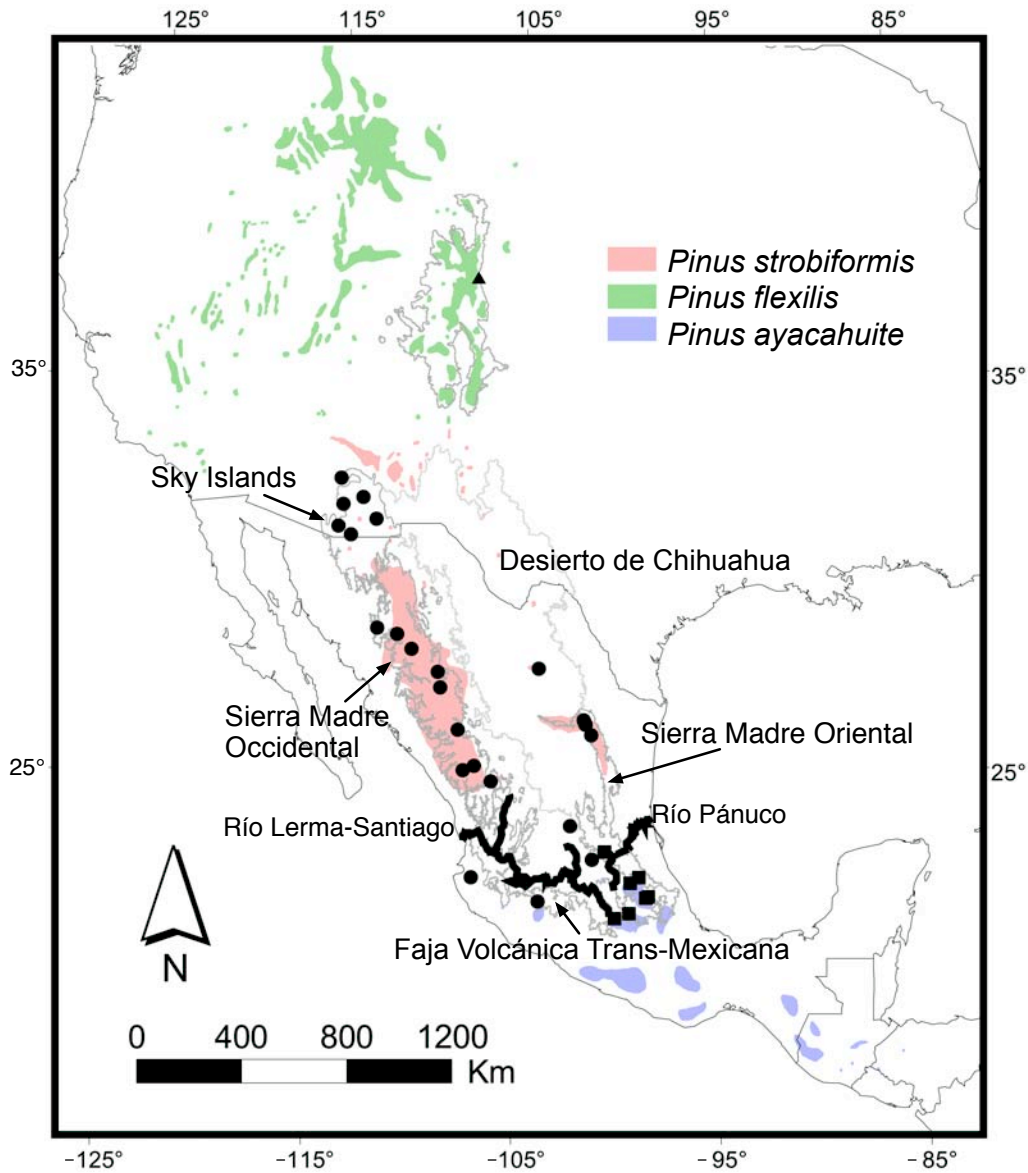 125° 115° 105° 95° 85°
Pinus strobiformis
Pinus flexilis
Pinus ayacahuite
35° 35°
Sky Islands
Desierto de Chihuahua
Sierra Madre
Occidental
Sierra Madre Oriental
25° 25°
Río Lerma-Santiago
Río Pánuco
Faja Volcánica Trans-Mexicana
N
0 400 800 1200
Km
-125° -115° -105° -95° -85°